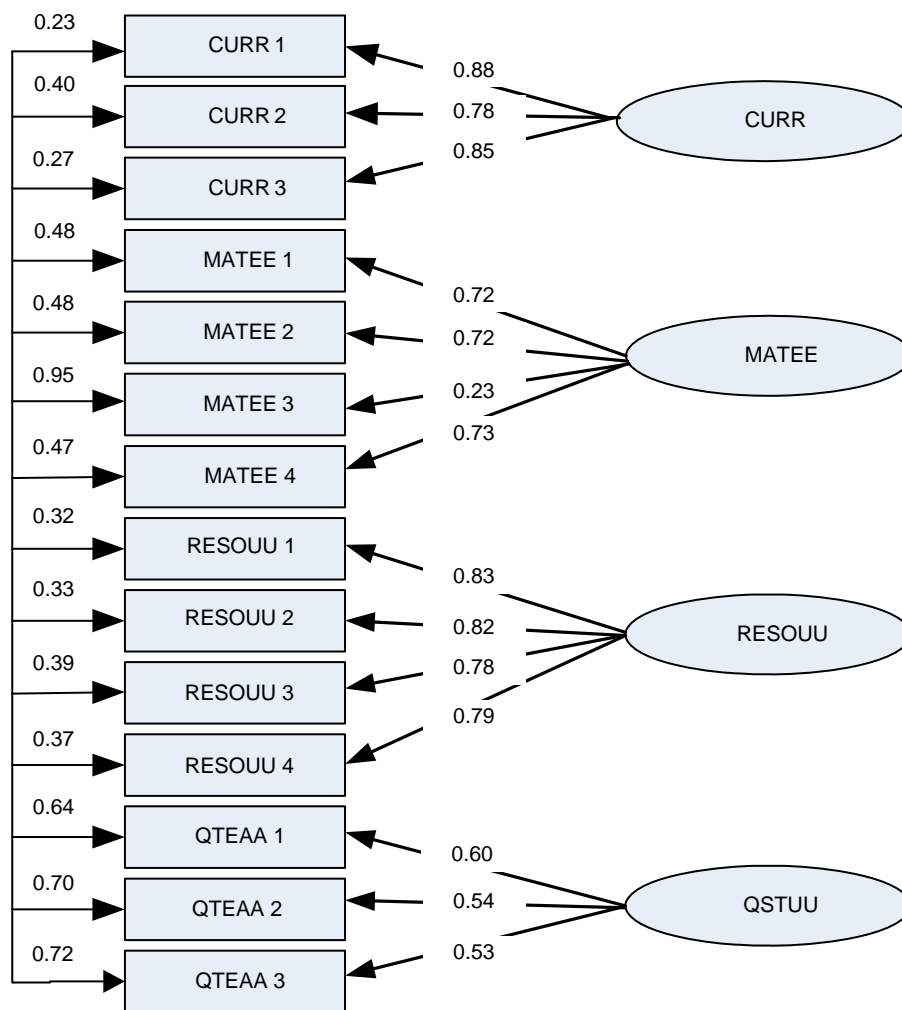 0.23
CURR 1
0.88
0.40
CURR 2
0.78
CURR
0.27
CURR 3
0.85
0.48
MATEE 1
0.72
0.48
MATEE 2
0.72
MATEE
0.95
MATEE 3
0.23
0.47
MATEE 4
0.73
0.32
RESOUU 1
0.83
0.33
RESOUU 2
0.82
RESOUU
0.39
RESOUU 3
0.78
0.37
RESOUU 4
0.79
0.64
QTEAA 1
0.60
0.70
QTEAA 2
0.54
QSTUU
0.72
QTEAA 3
0.53